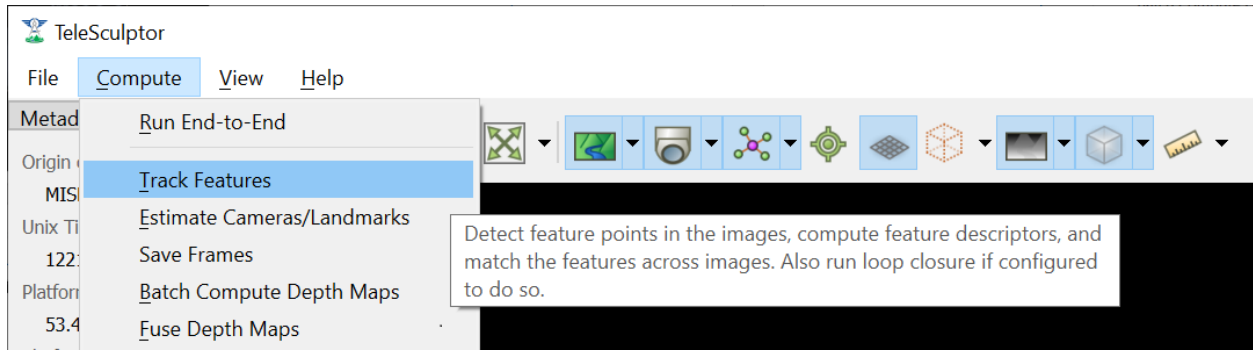 TeleSculptor
File Compute View Help
Metad
Run End-to-End
Origin
Track Features
MIS
Estimate Cameras/Landmarks
Unix Ti
Detect feature points in the images, compute feature descriptors, and
match the features across images. Also run loop closure if configured
to do so.
122
Save Frames
Platfor
Batch Compute Depth Maps
53.4
Fuse Depth Maps